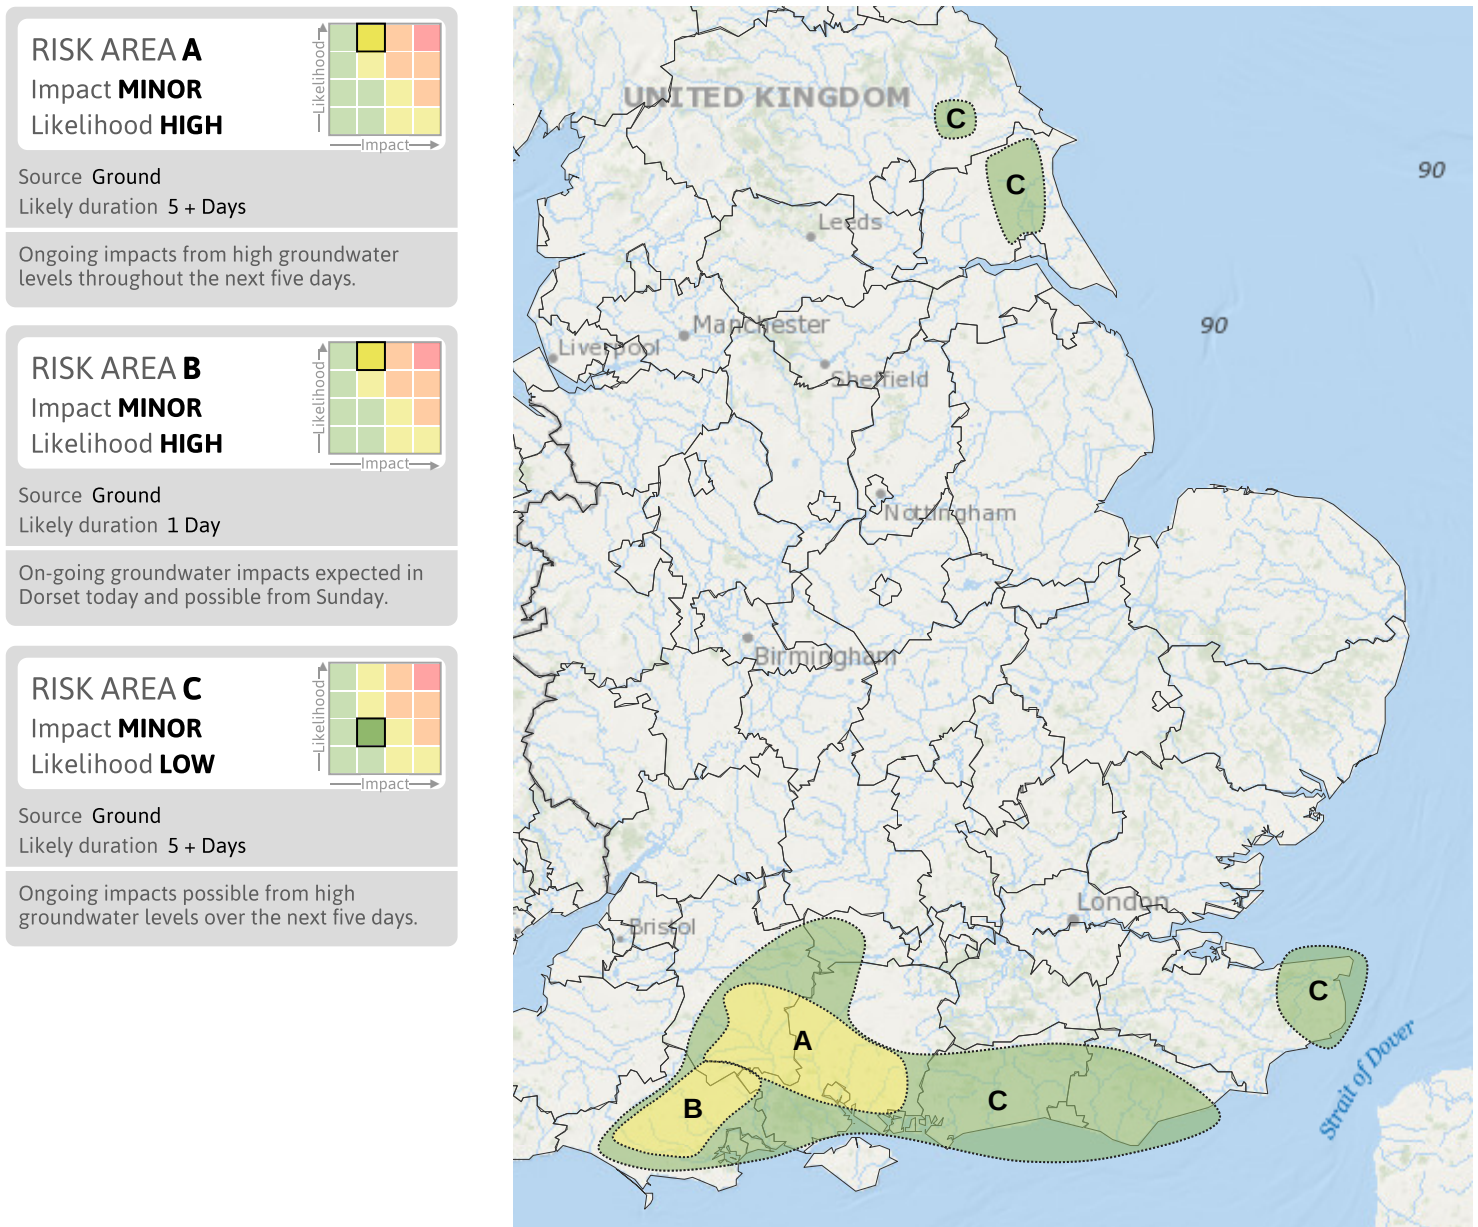 RISK AREA A
Impact MINOR
Likelihood HIGH
Likelihood
Impact
Source Ground
Likely duration 5 + Days
Ongoing impacts from high groundwater
levels throughout the next five days.
RISK AREA B
Impact MINOR
Likelihood HIGH
Likelihood
Impact
Source Ground
Likely duration 1 Day
On-going groundwater impacts expected in
Dorset today and possible from Sunday.
RISK AREA C
Impact MINOR
Likelihood LOW
Likelihood
Impact
Source Ground
Likely duration 5 + Days
Ongoing impacts possible from high
groundwater levels over the next five days.
UNITED KINGDOM
C
90
C
Leeds
Manchester
90
Liverpool
Sheffield
Nottingham
Birmingham
London
Bristol
C
A
Strait of Dover
C
B